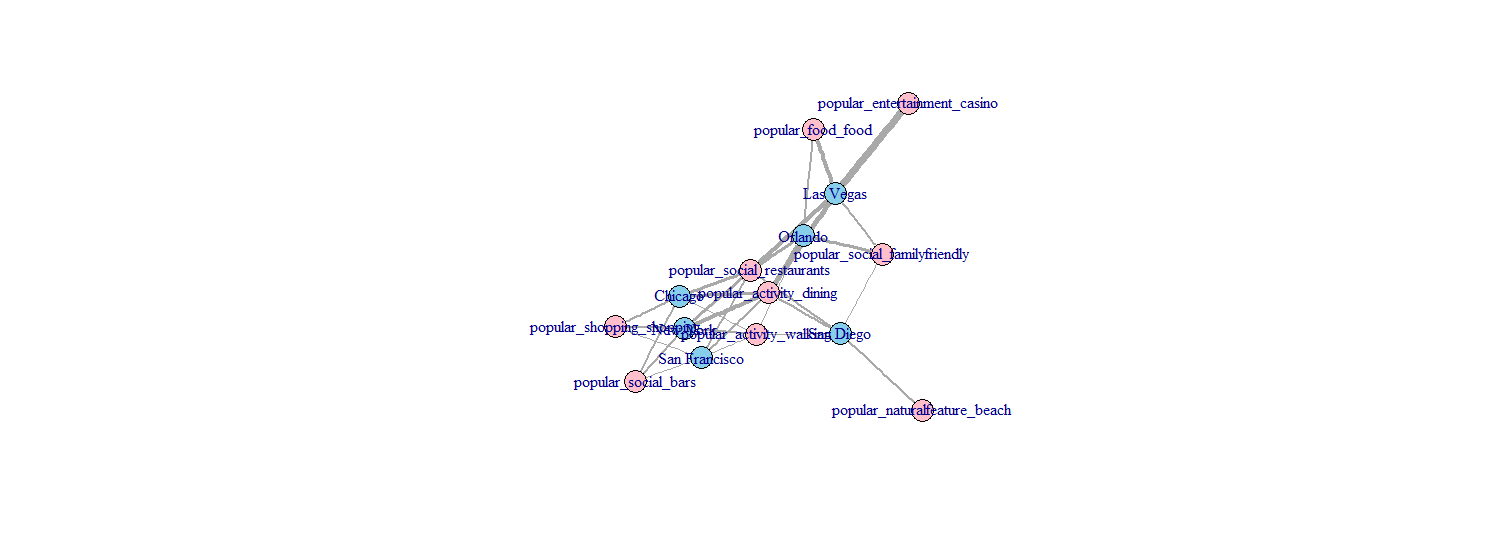 popular_entertainment_casino
popular_food_food
Las Vegas
Orlando
popular_social_familyfriendly
popular_social_restaurants
Chicago
popular_activity_dining
popular_shopping_shopping
New York
popular_activity_walking
San Diego
San Francisco
popular_social_bars
popular_naturalfeature_beach